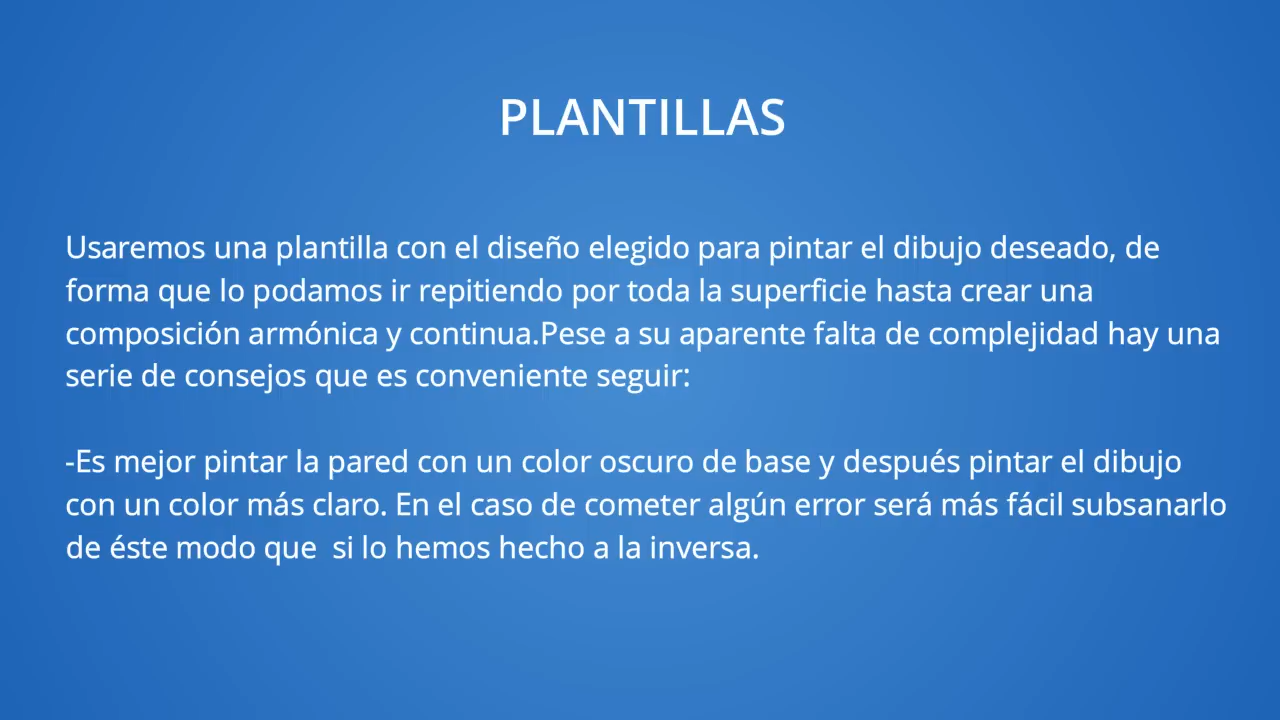 PLANTILLAS
Usaremos una plantilla con el diseño elegido para pintar el dibujo deseado, de
forma que lo podamos ir repitiendo por toda la superficie hasta crear una
composición armónica y continua.Pese a su aparente falta de complejidad hay una
serie de consejos que es conveniente seguir:
-Es mejor pintar la pared con un color oscuro de base y después pintar el dibujo
con un color más claro. En el caso de cometer algún error será más fácil subsanarlo
de éste modo que  si lo hemos hecho a la inversa.